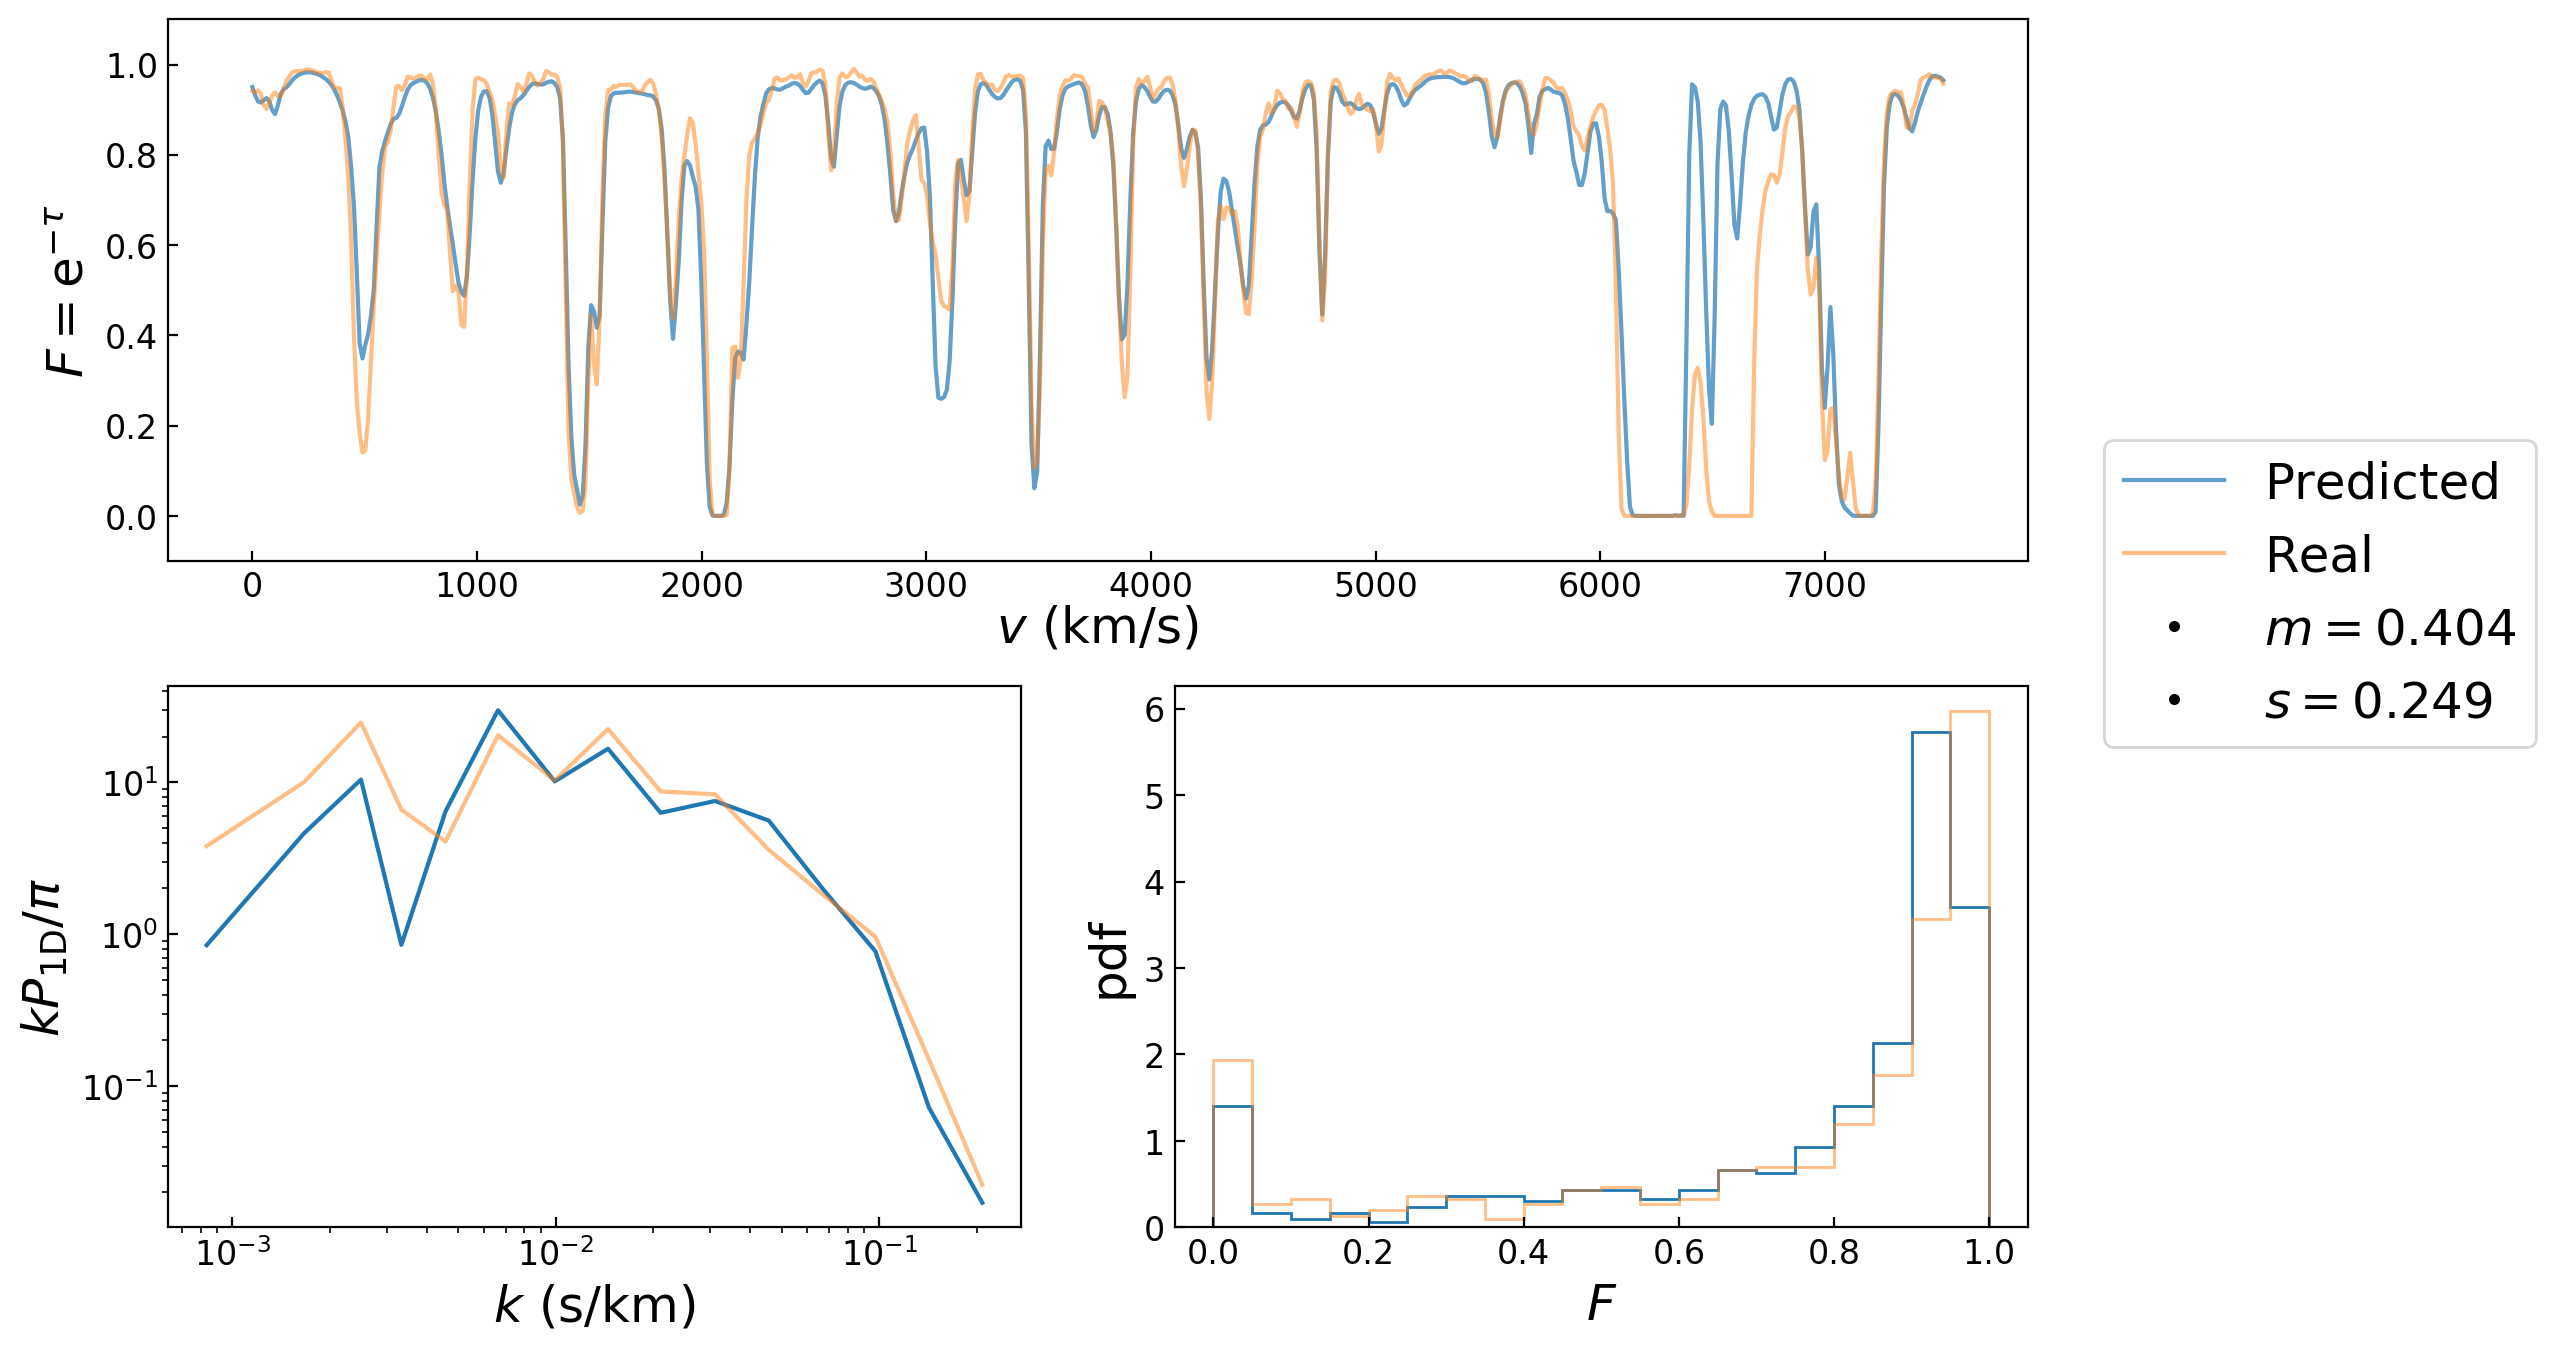 F = e^{−τ}
1.0
0.8
0.6
0.4
0.2
0.0
0 1000 2000 3000 4000 5000 6000 7000
v (km/s)
Predicted
Real
m = 0.404
s = 0.249
kP_{1D}/π
10^1
10^0
10^{−1}
10^{−3} 10^{−2} 10^{−1}
k (s/km)
pdf
6
5
4
3
2
1
0
0.0 0.2 0.4 0.6 0.8 1.0
F